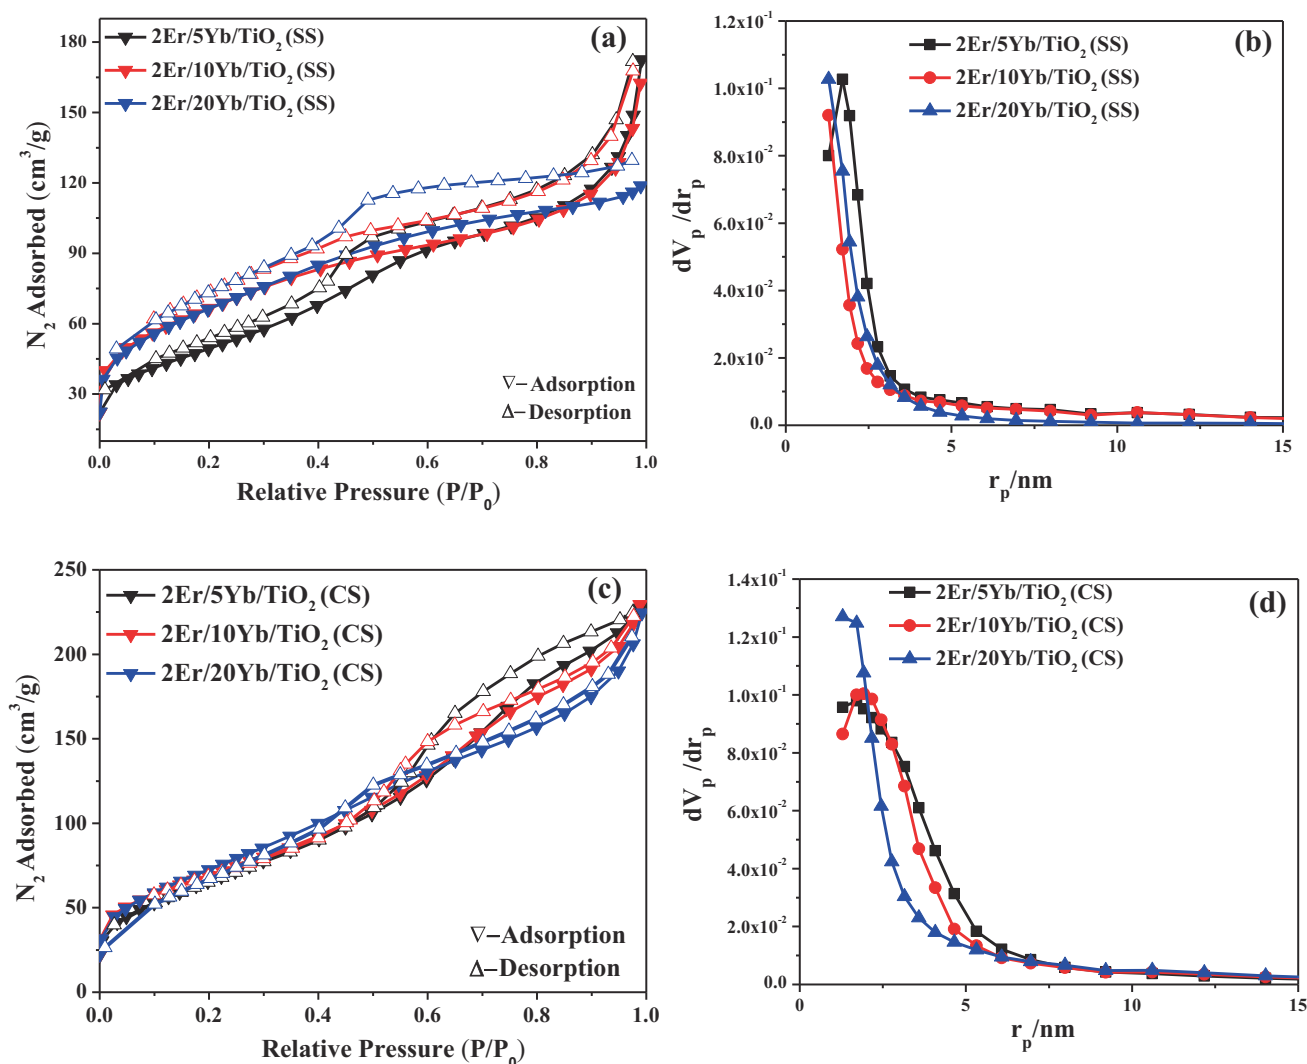 (a)
2Er/5Yb/TiO2 (SS)
2Er/10Yb/TiO2 (SS)
2Er/20Yb/TiO2 (SS)
▽–Adsorption
△–Desorption
180
150
120
90
60
30
0.0 0.2 0.4 0.6 0.8 1.0
N2 Adsorbed (cm³/g)
Relative Pressure (P/P0)
(b)
2Er/5Yb/TiO2 (SS)
2Er/10Yb/TiO2 (SS)
2Er/20Yb/TiO2 (SS)
1.2x10⁻¹
1.0x10⁻¹
8.0x10⁻²
6.0x10⁻²
4.0x10⁻²
2.0x10⁻²
0.0
0 5 10 15
dVp/drp
rp/nm
(c)
2Er/5Yb/TiO2 (CS)
2Er/10Yb/TiO2 (CS)
2Er/20Yb/TiO2 (CS)
▽–Adsorption
△–Desorption
250
200
150
100
50
0
0.0 0.2 0.4 0.6 0.8 1.0
N2 Adsorbed (cm³/g)
Relative Pressure (P/P0)
(d)
2Er/5Yb/TiO2 (CS)
2Er/10Yb/TiO2 (CS)
2Er/20Yb/TiO2 (CS)
1.4x10⁻¹
1.2x10⁻¹
1.0x10⁻¹
8.0x10⁻²
6.0x10⁻²
4.0x10⁻²
2.0x10⁻²
0.0
0 5 10 15
dVp/drp
rp/nm